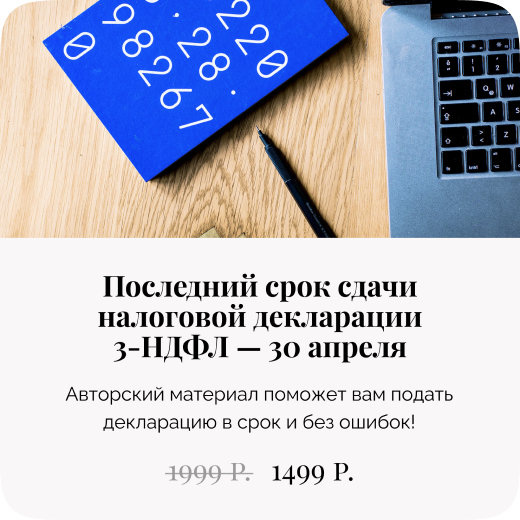 Последний срок сдачи
налоговой декларации
3-НДФЛ — 30 апреля
Авторский материал поможет вам подать
декларацию в срок и без ошибок!
1999 Р. 1499 Р.